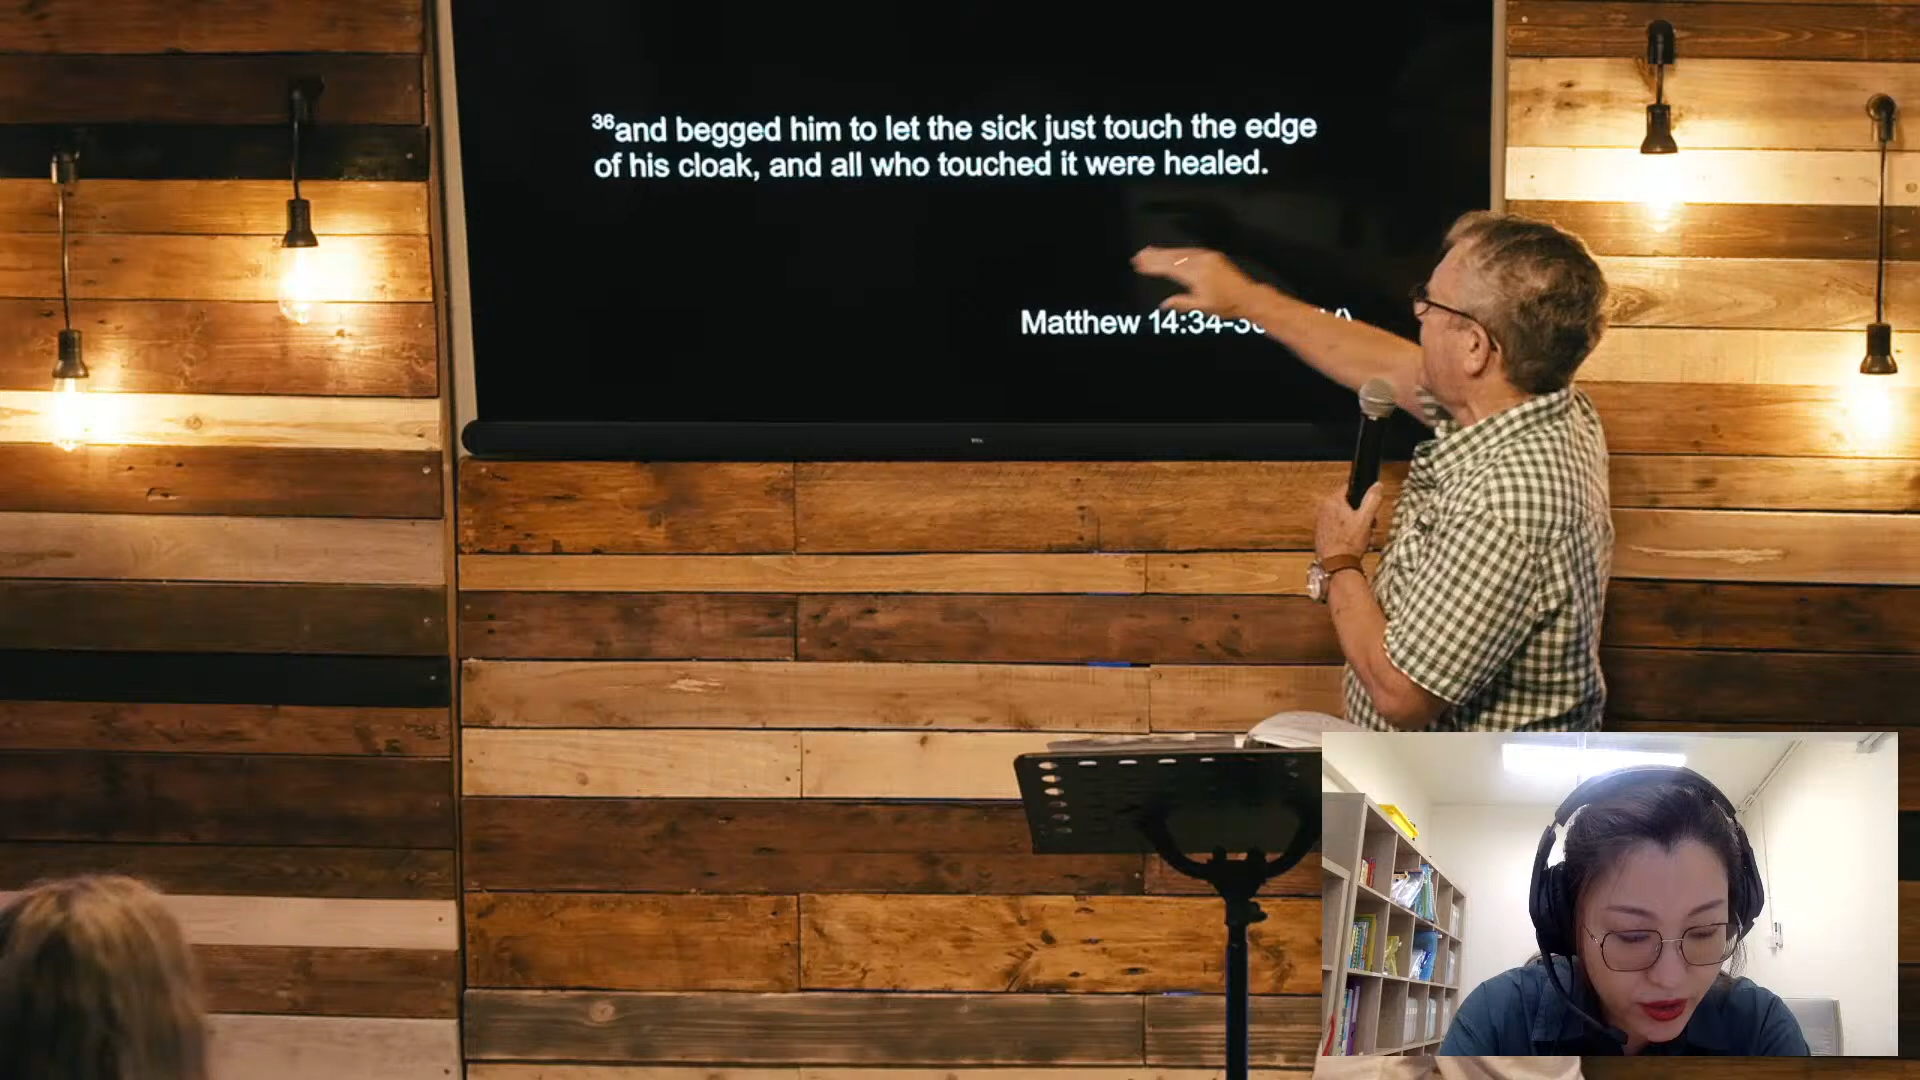 36and begged him to let the sick just touch the edge
of his cloak, and all who touched it were healed.
Matthew 14:34-